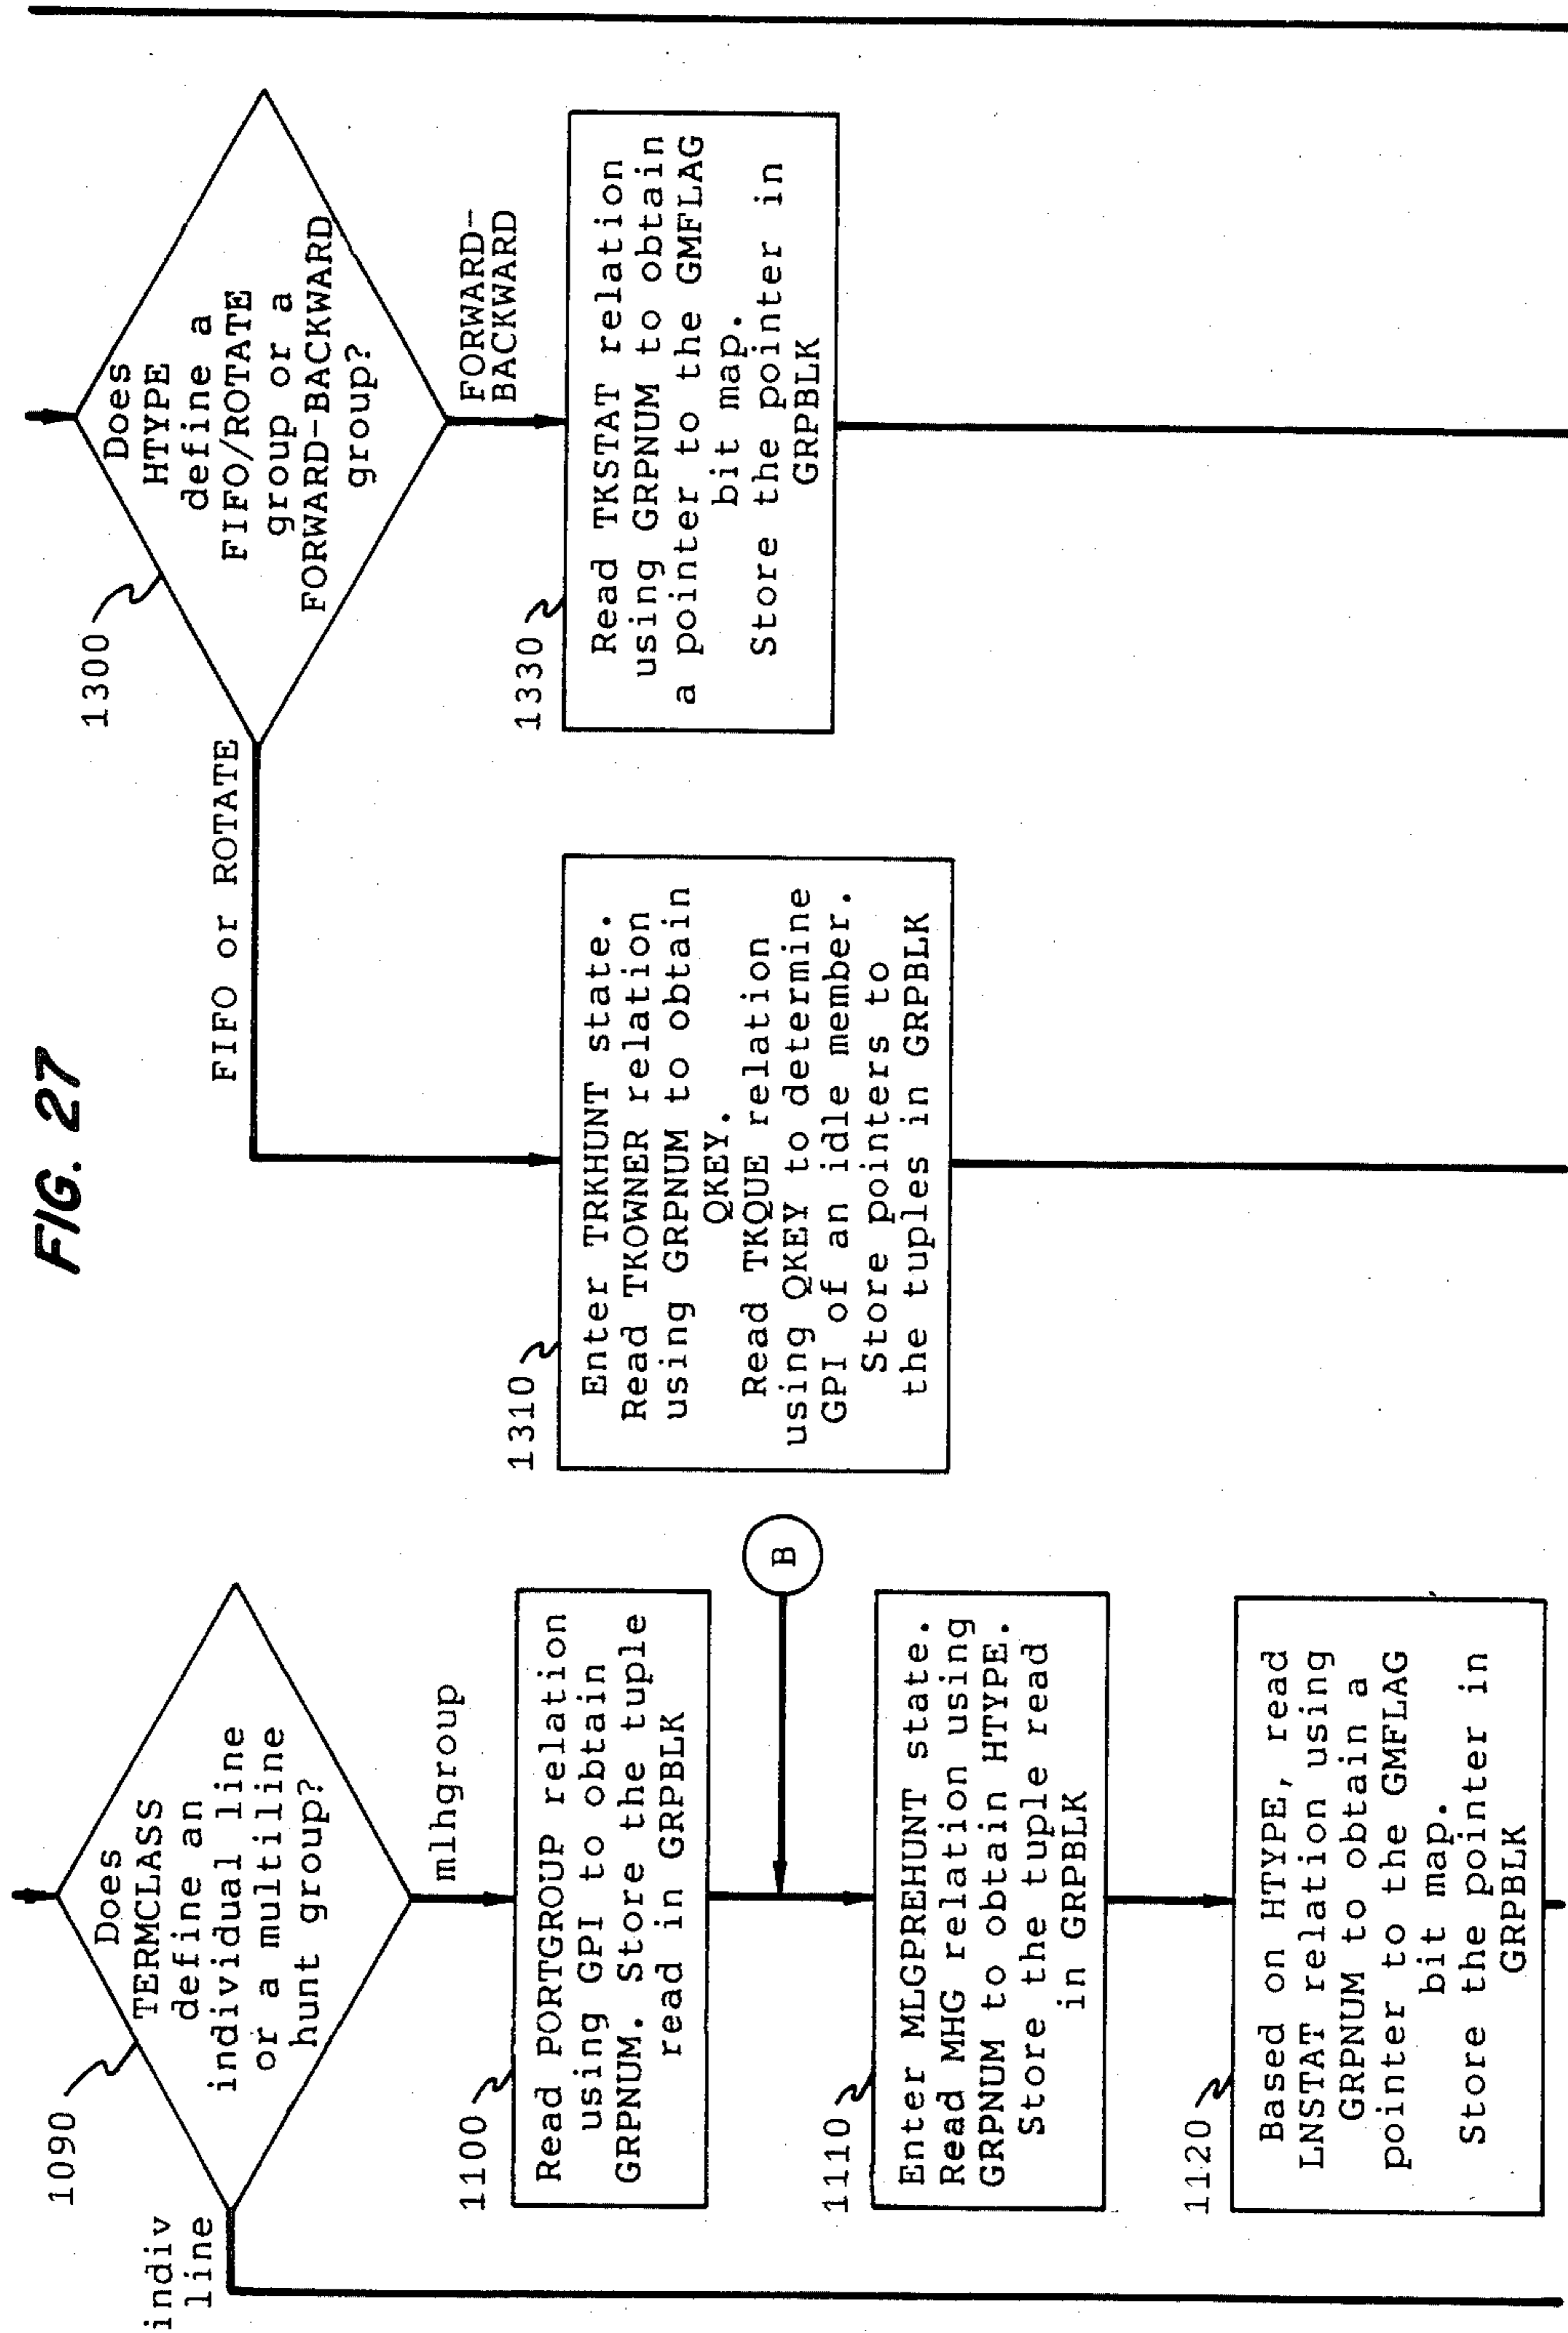 FIG. 27
1090
Does
TERMCLASS
define an
individual line
or a multiline
hunt group?
indiv
line
mlhgroup
1100
Read PORTGROUP relation
using GPI to obtain
GRPNUM. Store the tuple
read in GRPBLK
B
1110
Enter MLGPREHUNT state.
Read MHG relation using
GRPNUM to obtain HTYPE.
Store the tuple read
in GRPBLK
1120
Based on HTYPE, read
LNSTAT relation using
GRPNUM to obtain a
pointer to the GMFLAG
bit map.
Store the pointer in
GRPBLK
1300
Does
HTYPE
define a
FIFO/ROTATE
group or a
FORWARD-BACKWARD
group?
FIFO or ROTATE
FORWARD-
BACKWARD
1310
Enter TRKHUNT state.
Read TKOWNER relation
using GRPNUM to obtain
QKEY.
Read TKQUE relation
using QKEY to determine
GPI of an idle member.
Store pointers to
the tuples in GRPBLK
1330
Read TKSTAT relation
using GRPNUM to obtain
a pointer to the GMFLAG
bit map.
Store the pointer in
GRPBLK